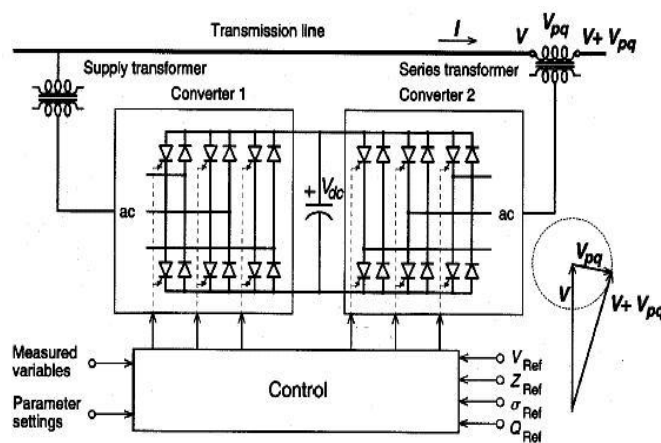 Transmission line
I
V
Vpq
V+ Vpq
Supply transformer
Series transformer
Converter 1
Converter 2
ac
+ Vdc
ac
Vpq
V
V+ Vpq
Measured
variables
Parameter
settings
Control
VRef
ZRef
σRef
QRef